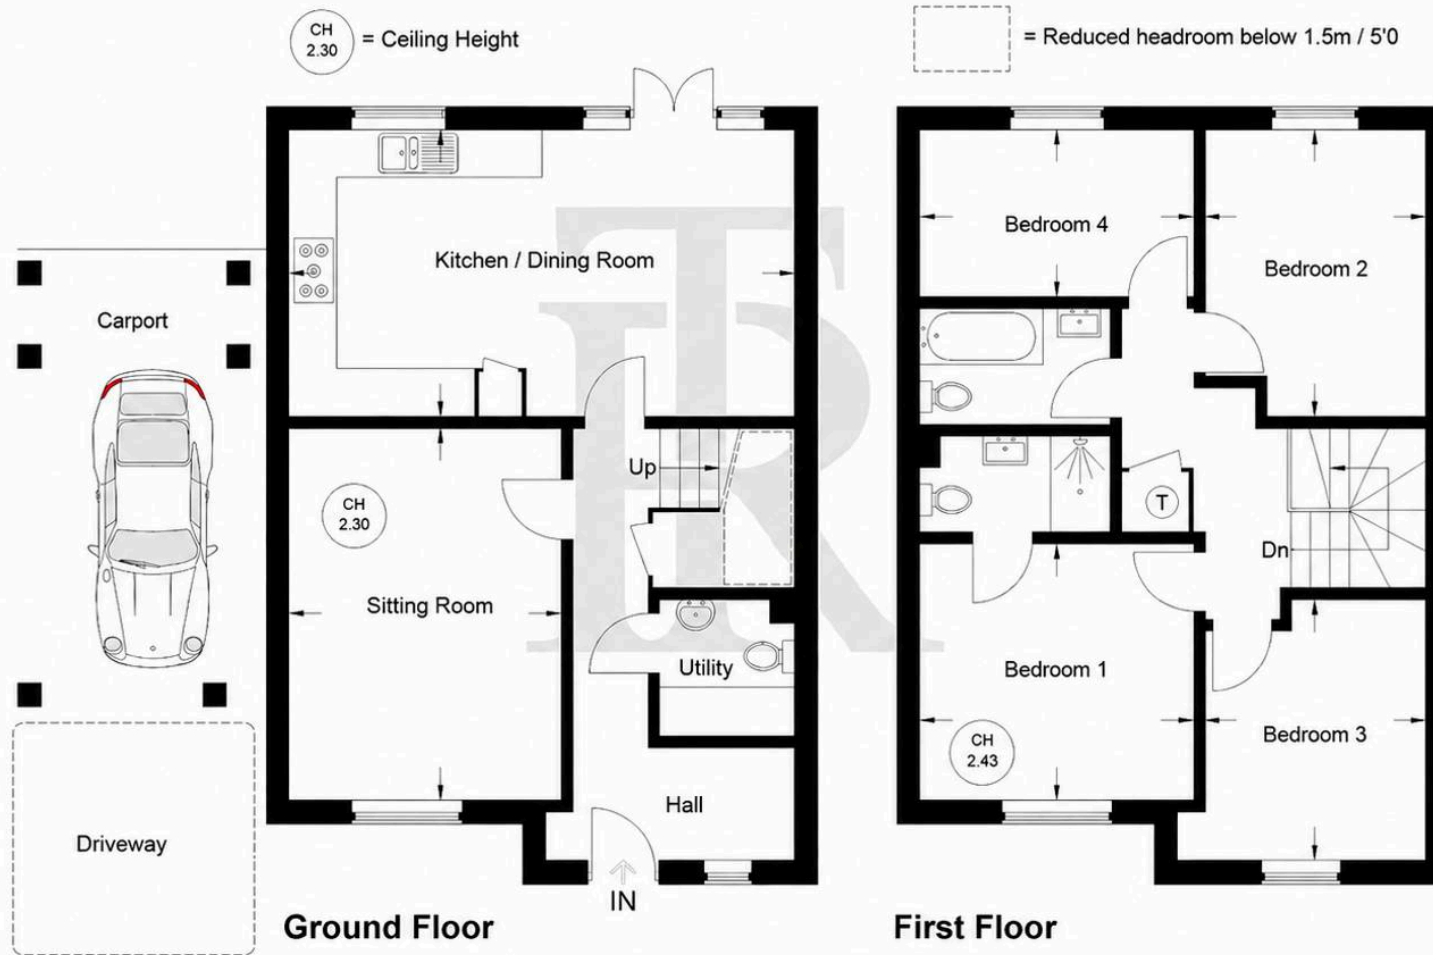 CH
2.30
= Ceiling Height
= Reduced headroom below 1.5m / 5'0
Kitchen / Dining Room
Carport
Up
CH
2.30
Sitting Room
Utility
Hall
Driveway
IN
Ground Floor
Bedroom 4
Bedroom 2
T
Dn
Bedroom 1
CH
2.43
Bedroom 3
First Floor
TR